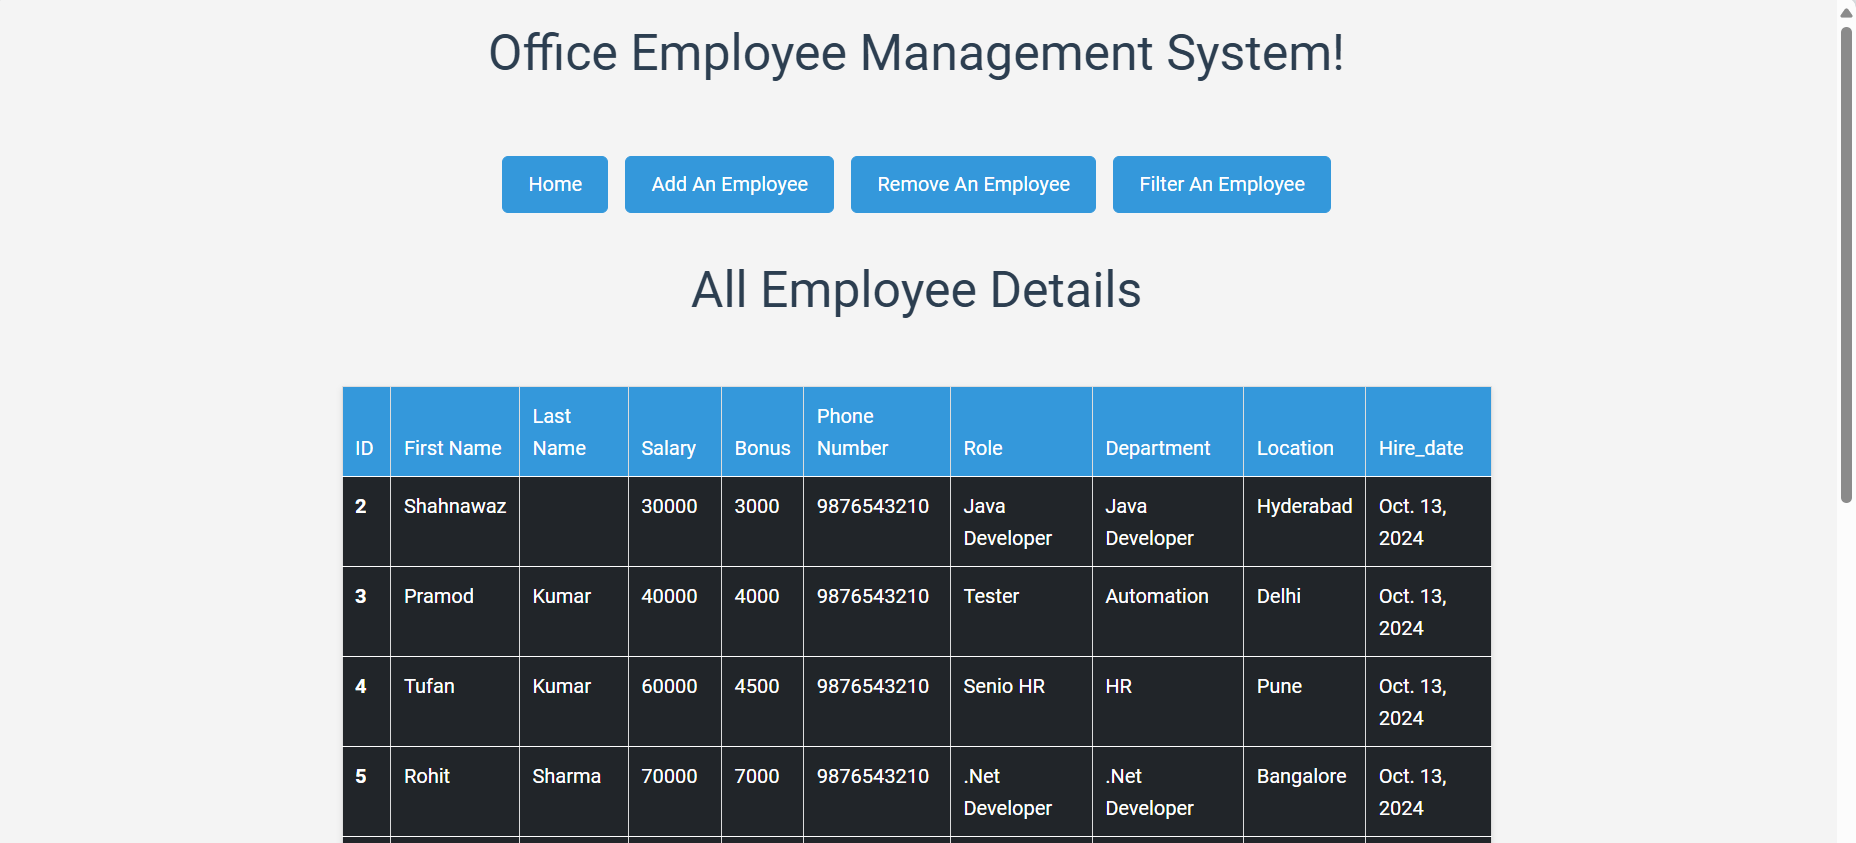 Office Employee Management System!
Home Add An Employee Remove An Employee Filter An Employee
All Employee Details
ID First Name Last Name Salary Bonus Phone Number Role Department Location Hire_date
2 Shahnawaz 30000 3000 9876543210 Java Developer Java Developer Hyderabad Oct. 13, 2024
3 Pramod Kumar 40000 4000 9876543210 Tester Automation Delhi Oct. 13, 2024
4 Tufan Kumar 60000 4500 9876543210 Senio HR HR Pune Oct. 13, 2024
5 Rohit Sharma 70000 7000 9876543210 .Net Developer .Net Developer Bangalore Oct. 13, 2024